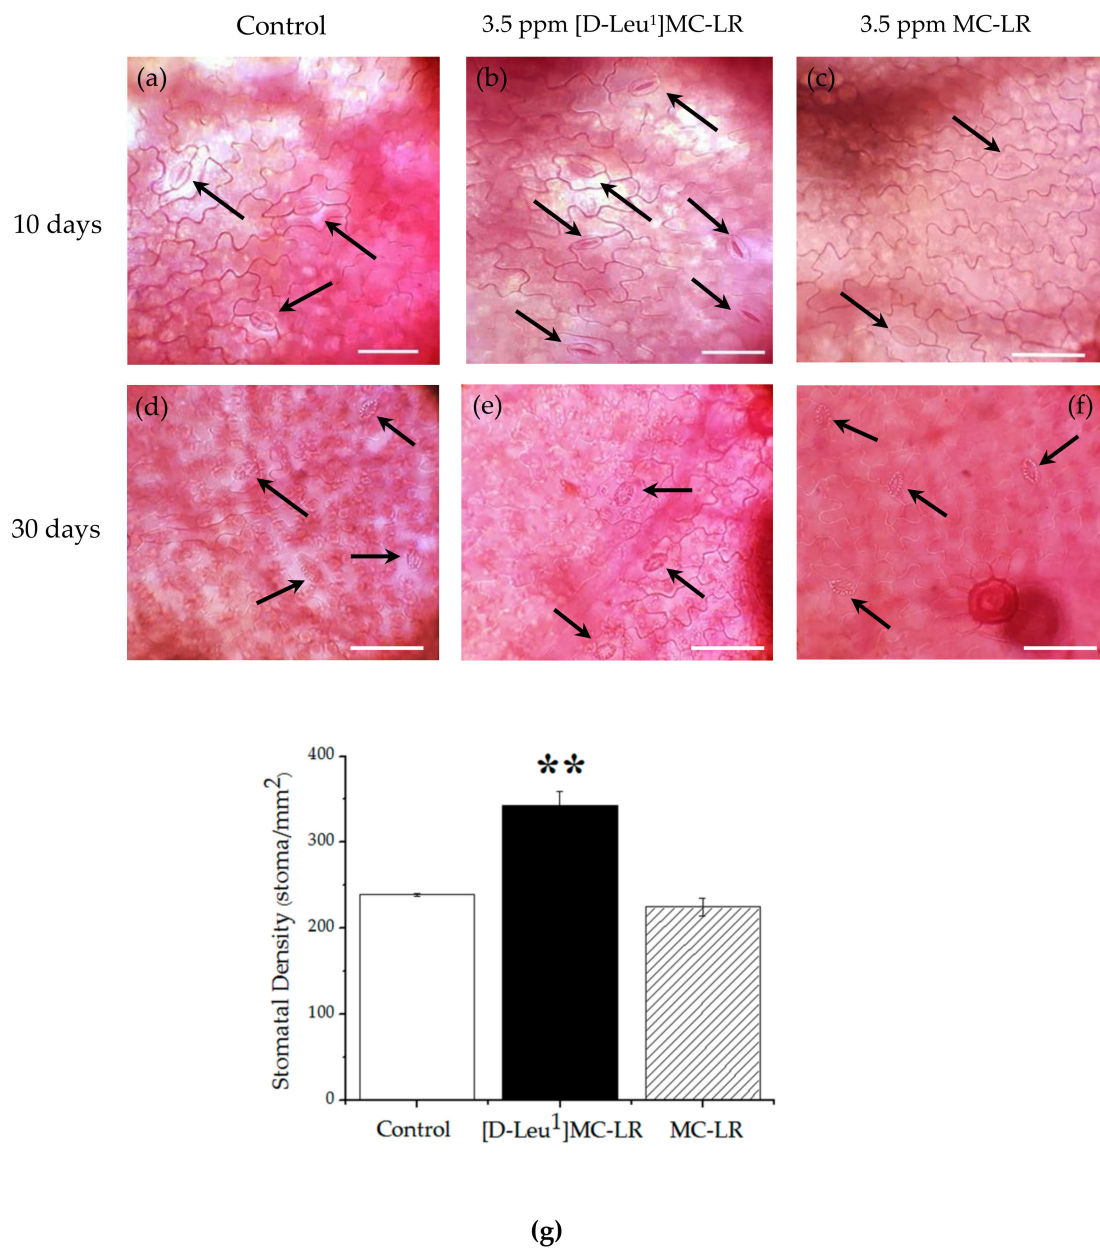 Control 3.5 ppm [D-Leu¹]MC-LR 3.5 ppm MC-LR
(a) (b) (c)
10 days
(d) (e) (f)
30 days
400
**
300
200
100
0
Stomatal Density (stoma/mm²)
Control [D-Leu¹]MC-LR MC-LR
(g)